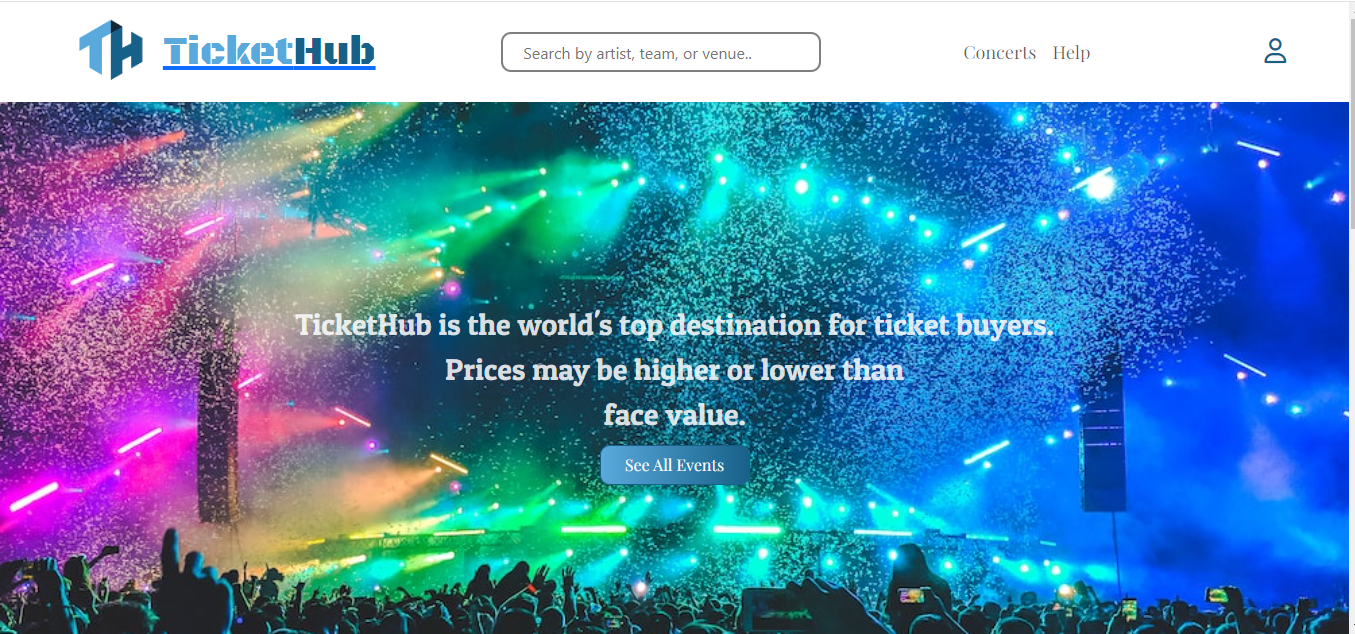 TH TicketHub
Search by artist, team, or venue..
Concerts Help
TicketHub is the world's top destination for ticket buyers.
Prices may be higher or lower than
face value.
See All Events